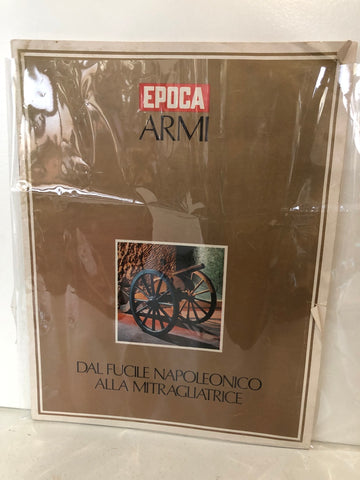 EPOCA
ARMI
DAL FUCILE NAPOLEONICO
ALLA MITRAGLIATRICE